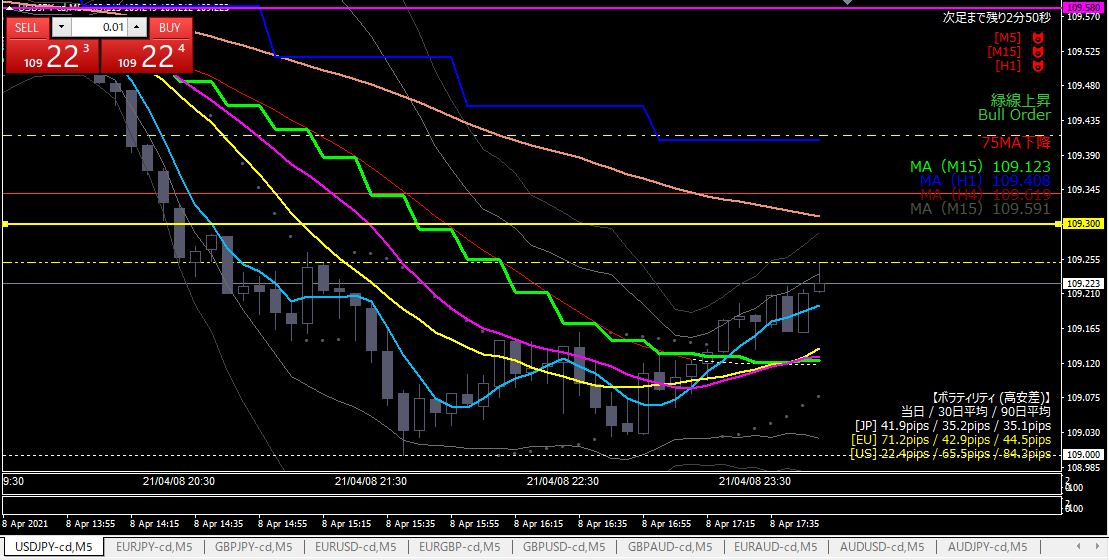 SELL
0.01
BUY
109 22 3
109 22 4
109.580
次足まで残り2分50秒
109.570
[M5]
109.525
[M15]
[H1]
109.480
緑線上昇
Bull Order
109.435
75MA下降
109.390
MA (M15) 109.123
MA (H1) 109.408
109.345
MA (H4) 109.619
MA (M15) 109.591
109.300
109.255
109.223
109.210
109.165
109.120
109.075
【ボラティリティ (高安差)】
当日 / 30日平均 / 90日平均
[JP] 41.9pips / 35.2pips / 35.1pips
109.030
[EU] 71.2pips / 42.9pips / 44.5pips
[US] 22.4pips / 65.5pips / 84.3pips
109.000
108.985
9:30 21/04/08 20:30 21/04/08 21:30 21/04/08 22:30 21/04/08 23:30
8 Apr 2021 8 Apr 13:55 8 Apr 14:15 8 Apr 14:35 8 Apr 14:55 8 Apr 15:15 8 Apr 15:35 8 Apr 15:55 8 Apr 16:15 8 Apr 16:35 8 Apr 16:55 8 Apr 17:15 8 Apr 17:35
USDJPY-cd,M5 EURJPY-cd,M5 GBPJPY-cd,M5 EURUSD-cd,M5 EURGBP-cd,M5 GBPUSD-cd,M5 GBPAUD-cd,M5 EURAUD-cd,M5 AUDUSD-cd,M5 AUDJPY-cd,M5